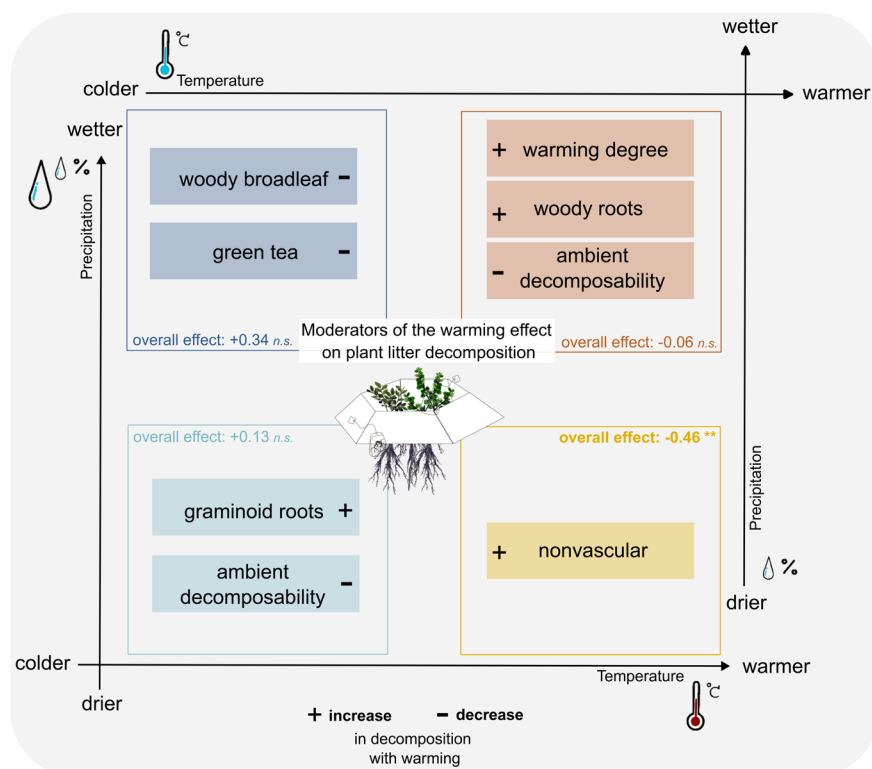 °C
Temperature
colder
warmer
wetter
wetter
%
Precipitation
woody broadleaf -
green tea -
overall effect: +0.34 n.s.
+ warming degree
+ woody roots
- ambient
decomposability
overall effect: -0.06 n.s.
Moderators of the warming effect
on plant litter decomposition
overall effect: +0.13 n.s.
graminoid roots +
ambient
decomposability -
overall effect: -0.46 **
+ nonvascular
Precipitation
%
drier
colder
Temperature
warmer
°C
drier
+ increase - decrease
in decomposition
with warming